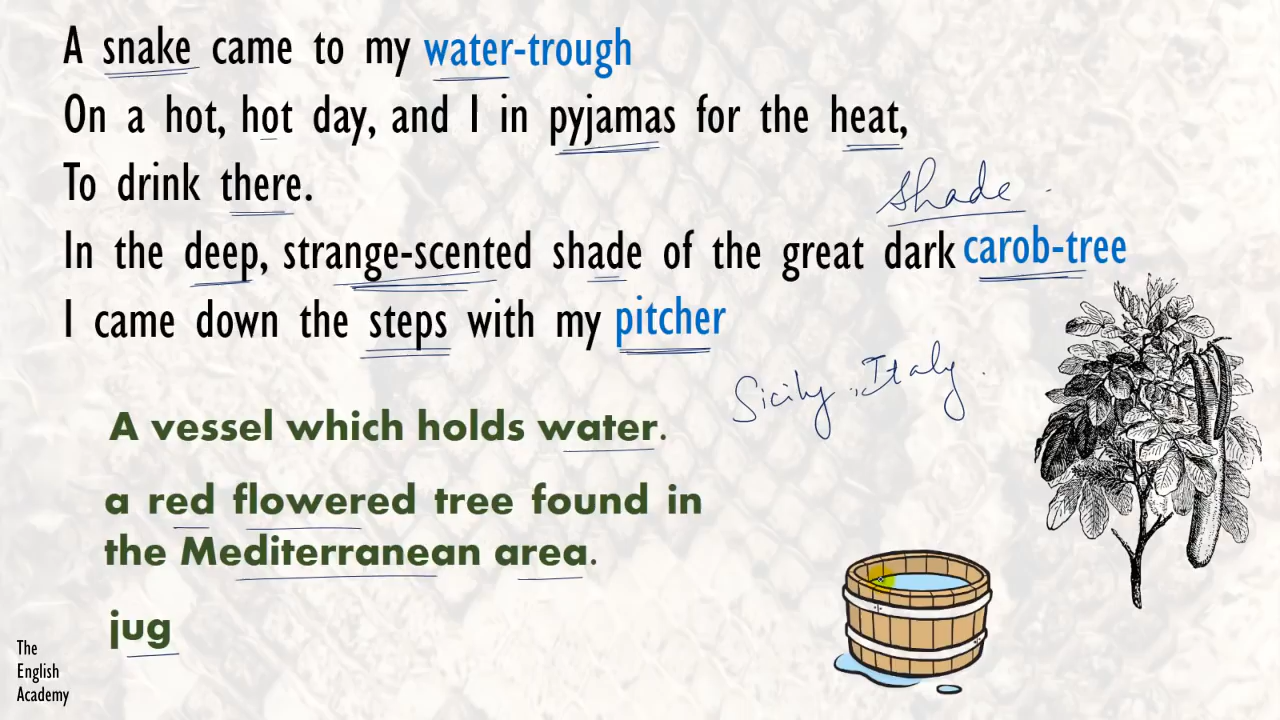 A snake came to my water-trough
On a hot, hot day, and I in pyjamas for the heat,
To drink there.
shade.
In the deep, strange-scented shade of the great dark carob-tree
I came down the steps with my pitcher
Sicily, Italy.
A vessel which holds water.
a red flowered tree found in
the Mediterranean area.
jug
The
English
Academy